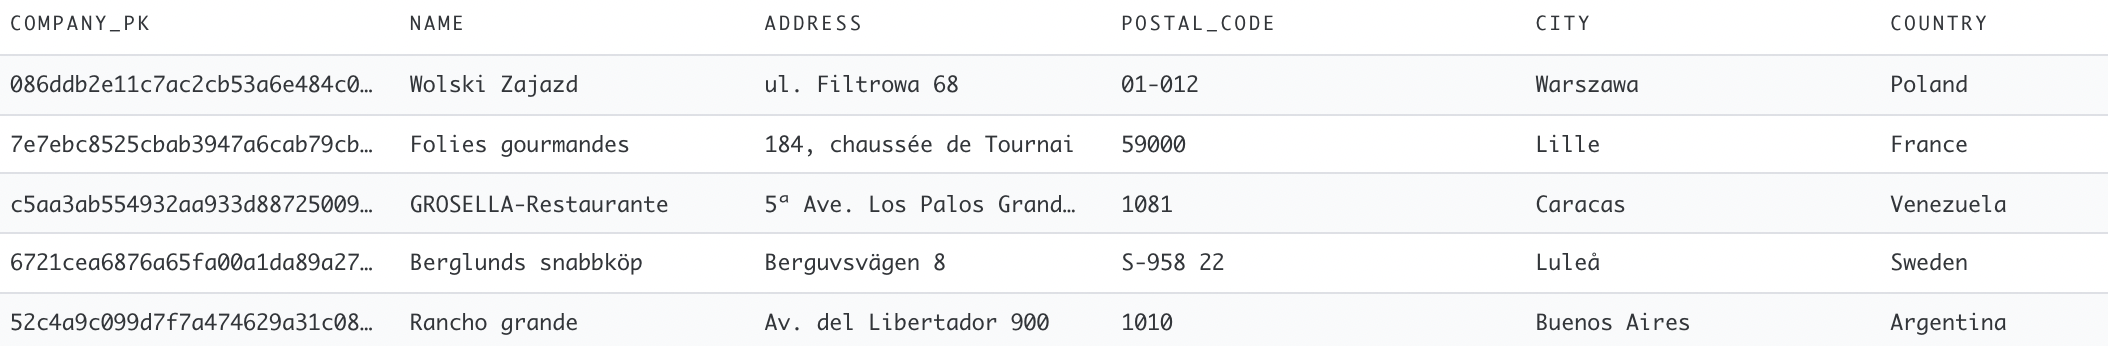 COMPANY_PK NAME ADDRESS POSTAL_CODE CITY COUNTRY
086ddb2e11c7ac2cb53a6e484c0… Wolski Zajazd ul. Filtrowa 68 01-012 Warszawa Poland
7e7ebc8525cbab3947a6cab79cb… Folies gourmandes 184, chaussée de Tournai 59000 Lille France
c5aa3ab554932aa933d88725009… GROSELLA-Restaurante 5ª Ave. Los Palos Grand… 1081 Caracas Venezuela
6721cea6876a65fa00a1da89a27… Berglunds snabbköp Berguvsvägen 8 S-958 22 Luleå Sweden
52c4a9c099d7f7a474629a31c08… Rancho grande Av. del Libertador 900 1010 Buenos Aires Argentina